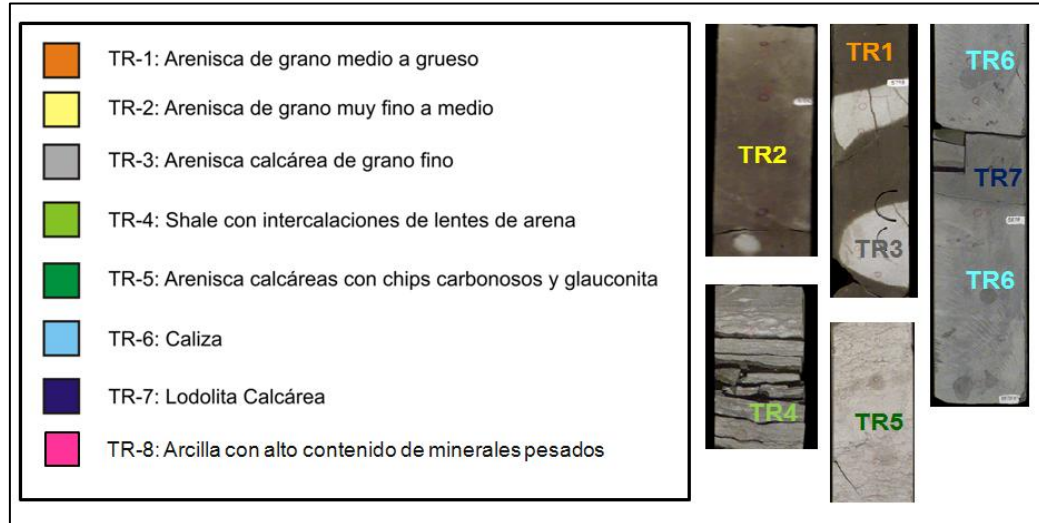 TR-1: Arenisca de grano medio a grueso
TR-2: Arenisca de grano muy fino a medio
TR-3: Arenisca calcárea de grano fino
TR-4: Shale con intercalaciones de lentes de arena
TR-5: Arenisca calcáreas con chips carbonosos y glauconita
TR-6: Caliza
TR-7: Lodolita Calcárea
TR-8: Arcilla con alto contenido de minerales pesados
TR2
TR4
TR1
TR3
TR5
TR6
TR7
TR6